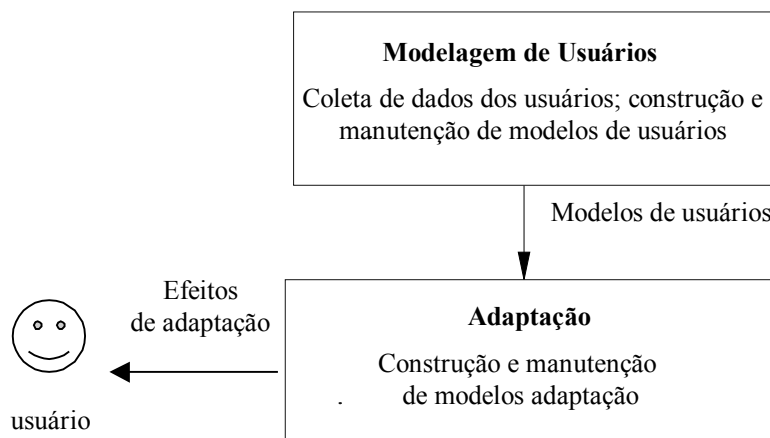 Modelagem de Usuários
Coleta de dados dos usuários; construção e
manutenção de modelos de usuários
Modelos de usuários
Efeitos
de adaptação
Adaptação
Construção e manutenção
. de modelos adaptação
usuário